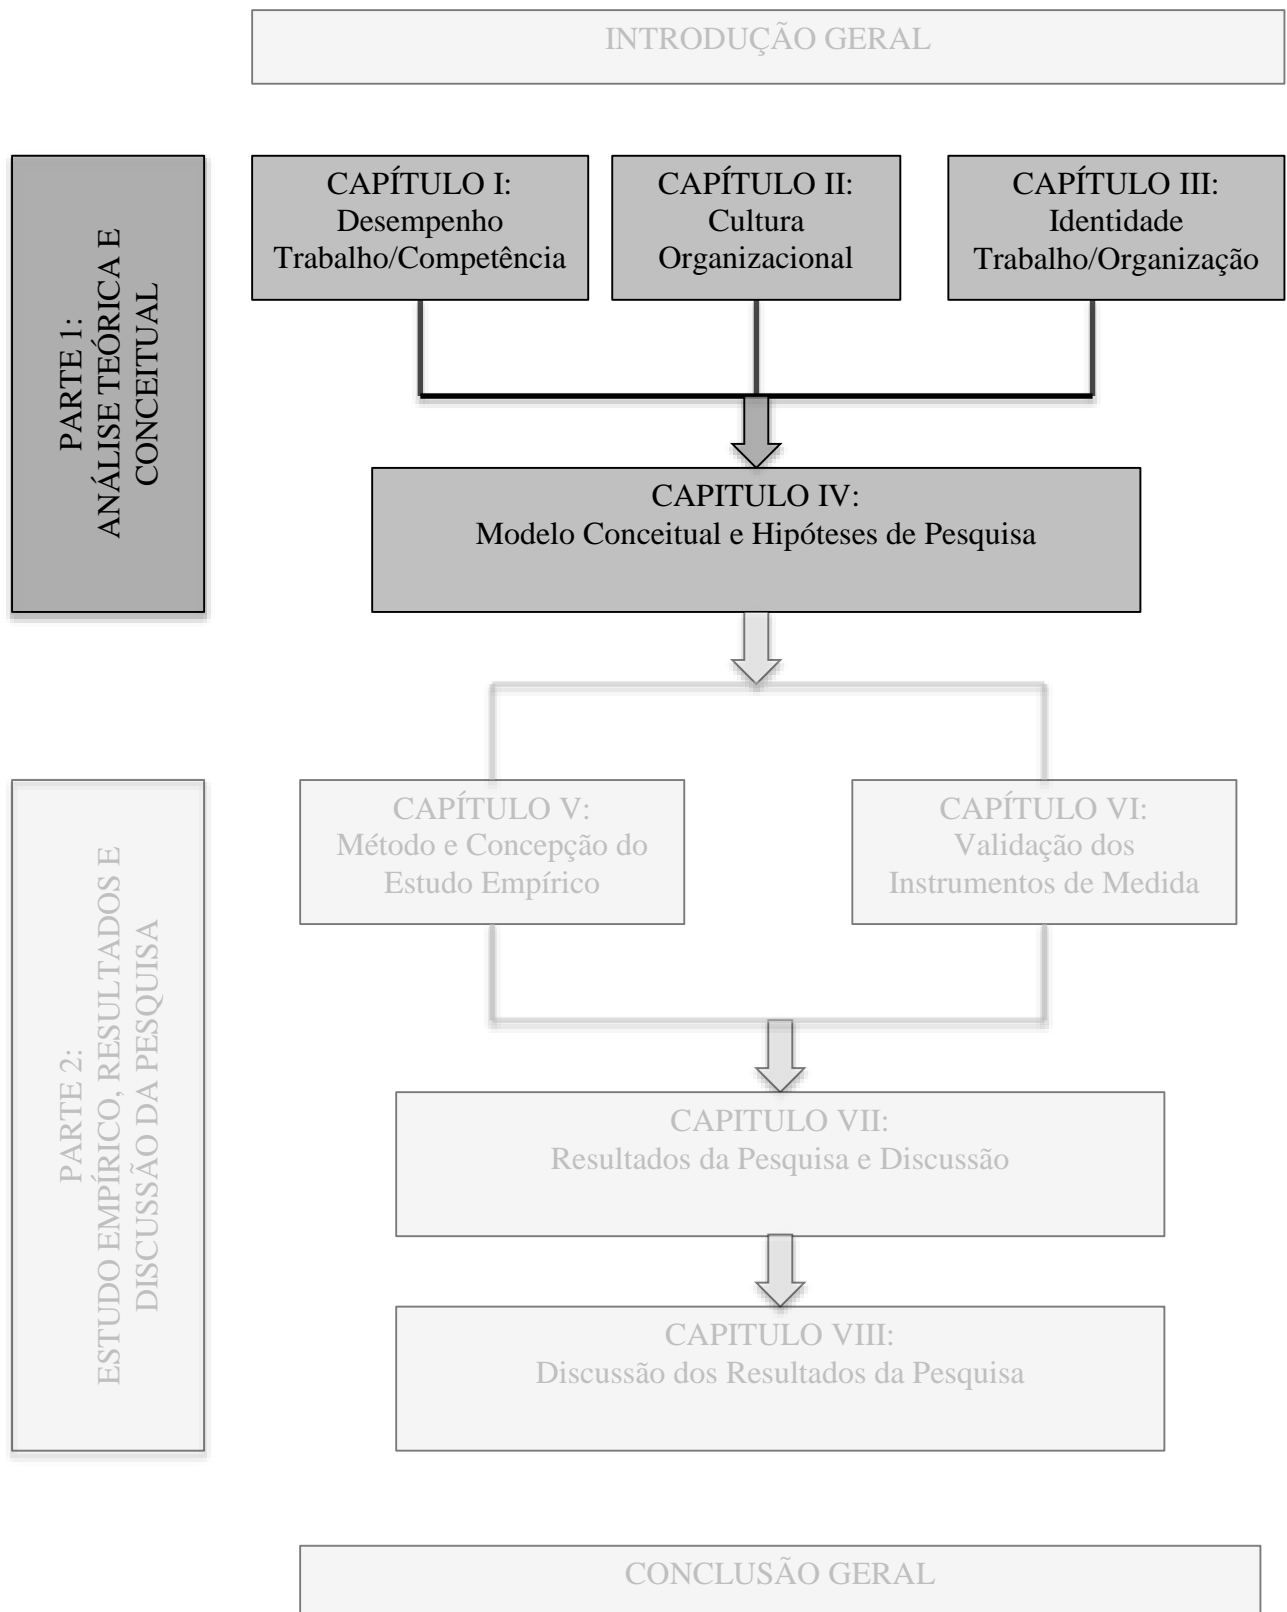 INTRODUÇÃO GERAL
PARTE 1:
ANÁLISE TEÓRICA E
CONCEITUAL
CAPÍTULO I:
Desempenho
Trabalho/Competência
CAPÍTULO II:
Cultura
Organizacional
CAPÍTULO III:
Identidade
Trabalho/Organização
CAPITULO IV:
Modelo Conceitual e Hipóteses de Pesquisa
PARTE 2:
ESTUDO EMPÍRICO, RESULTADOS E
DISCUSSÃO DA PESQUISA
CAPÍTULO V:
Método e Concepção do
Estudo Empírico
CAPÍTULO VI:
Validação dos
Instrumentos de Medida
CAPITULO VII:
Resultados da Pesquisa e Discussão
CAPITULO VIII:
Discussão dos Resultados da Pesquisa
CONCLUSÃO GERAL